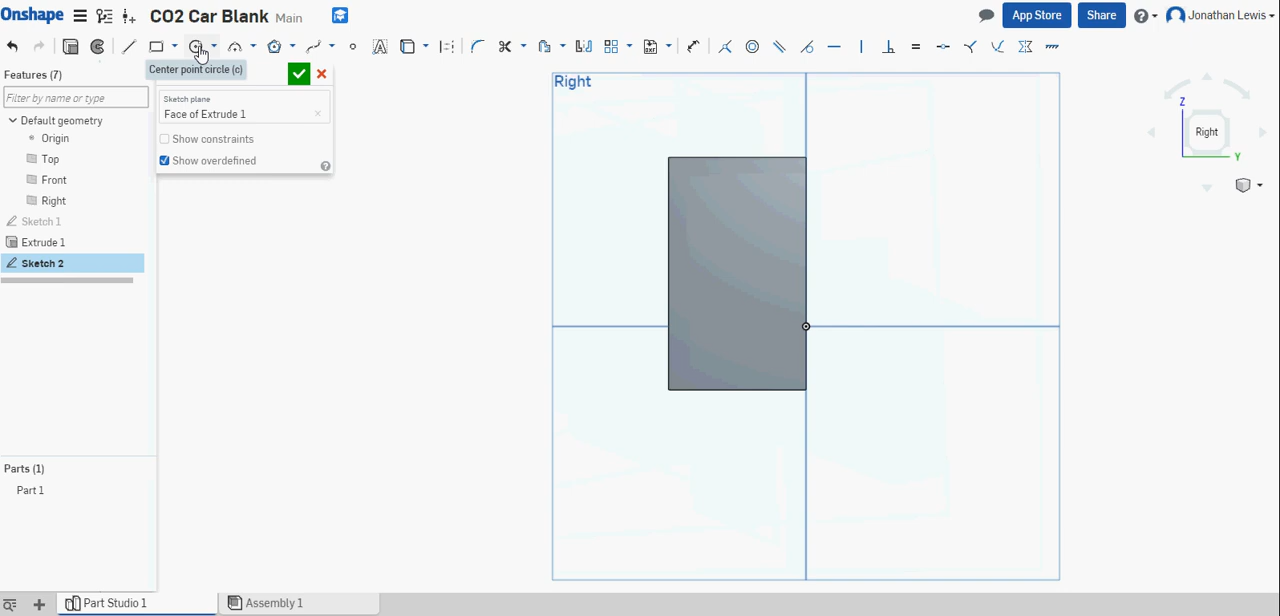 Onshape CO2 Car Blank Main App Store Share Jonathan Lewis
Center point circle (c)
Features (7)
Filter by name or type
Default geometry
Origin
Top
Front
Right
Sketch 1
Extrude 1
Sketch 2
Sketch plane
Face of Extrude 1
Show constraints
Show overdefined
Right
Z
Right
Y
Parts (1)
Part 1
Part Studio 1 Assembly 1